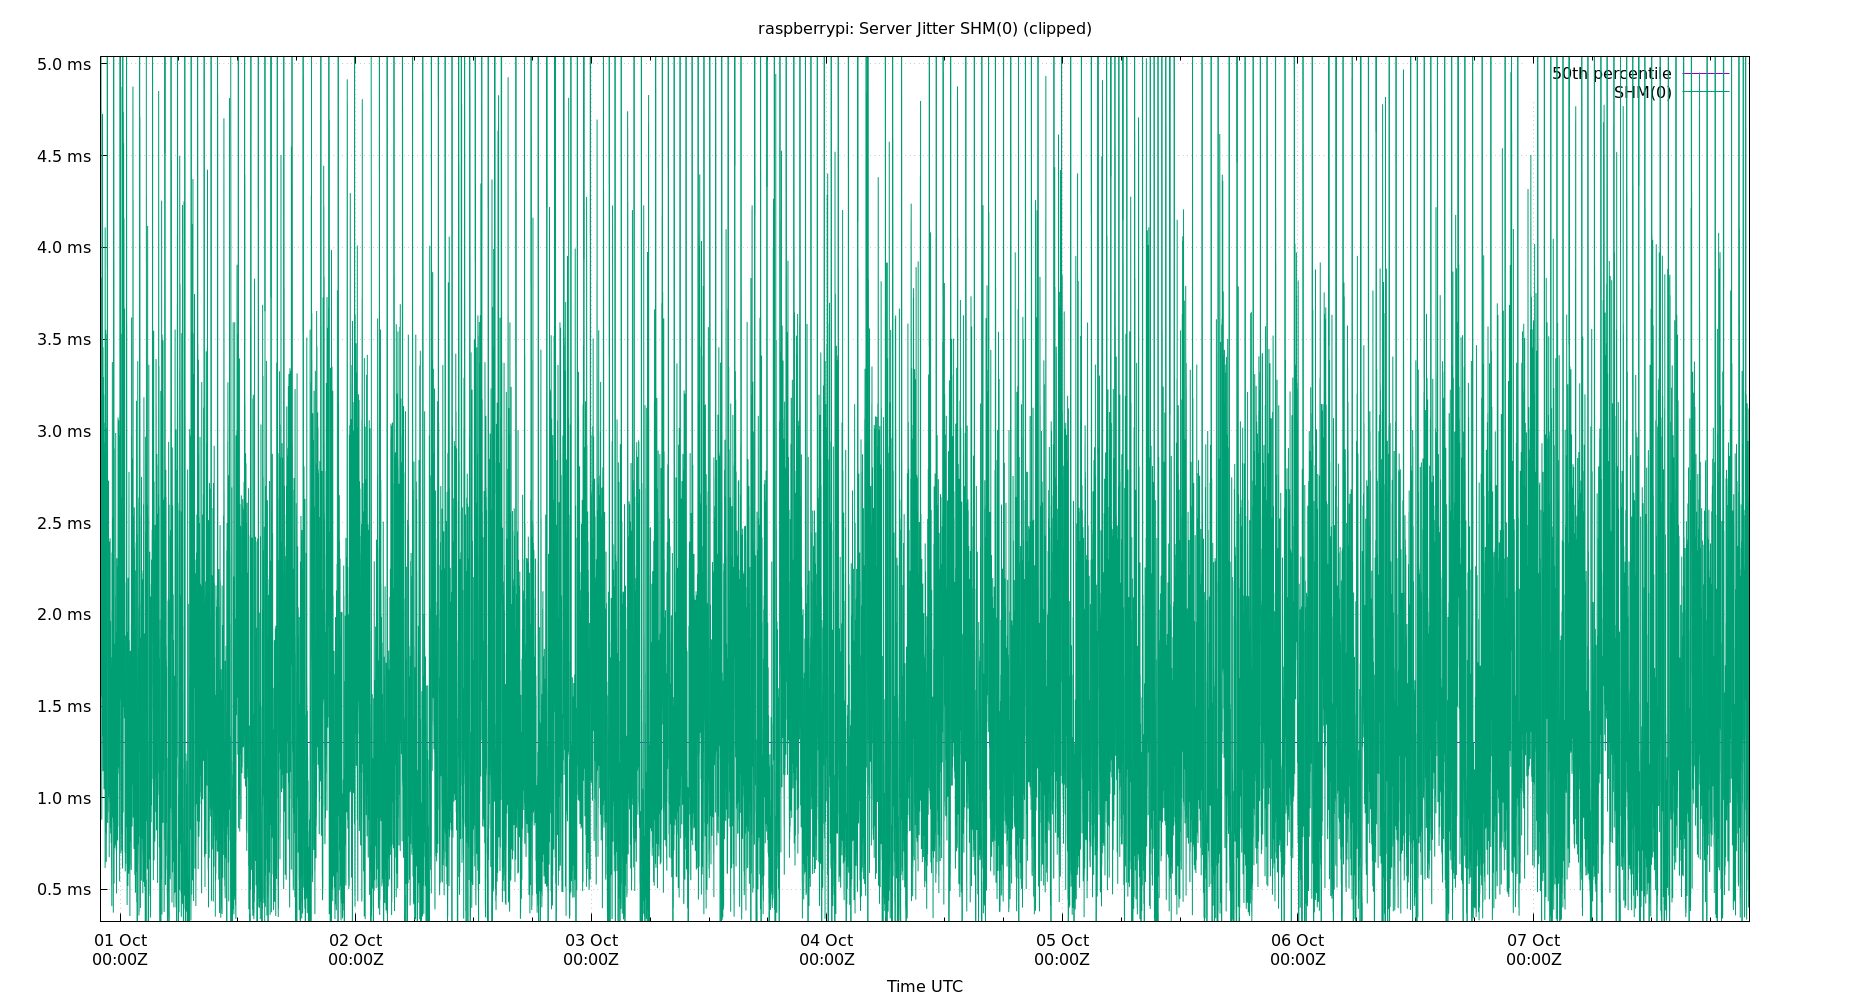 raspberrypi: Server Jitter SHM(0) (clipped)
5.0 ms
4.5 ms
4.0 ms
3.5 ms
3.0 ms
2.5 ms
2.0 ms
1.5 ms
1.0 ms
0.5 ms
50th percentile
SHM(0)
01 Oct 02 Oct 03 Oct 04 Oct 05 Oct 06 Oct 07 Oct
00:00Z 00:00Z 00:00Z 00:00Z 00:00Z 00:00Z 00:00Z
Time UTC